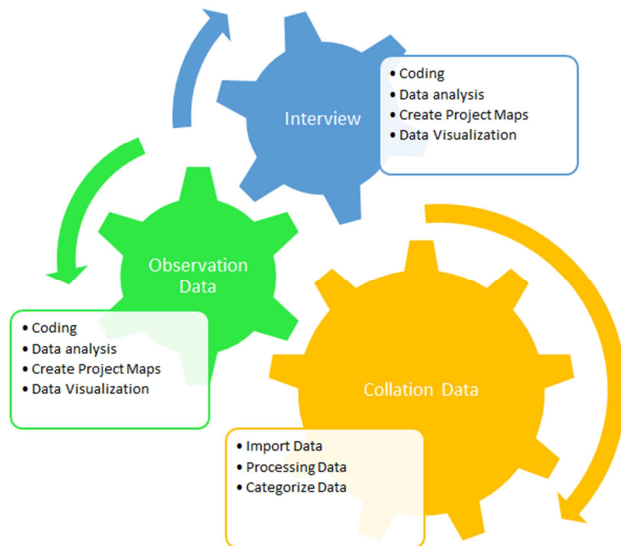 Interview
• Coding
• Data analysis
• Create Project Maps
• Data Visualization
Observation
Data
• Coding
• Data analysis
• Create Project Maps
• Data Visualization
Collation Data
• Import Data
• Processing Data
• Categorize Data